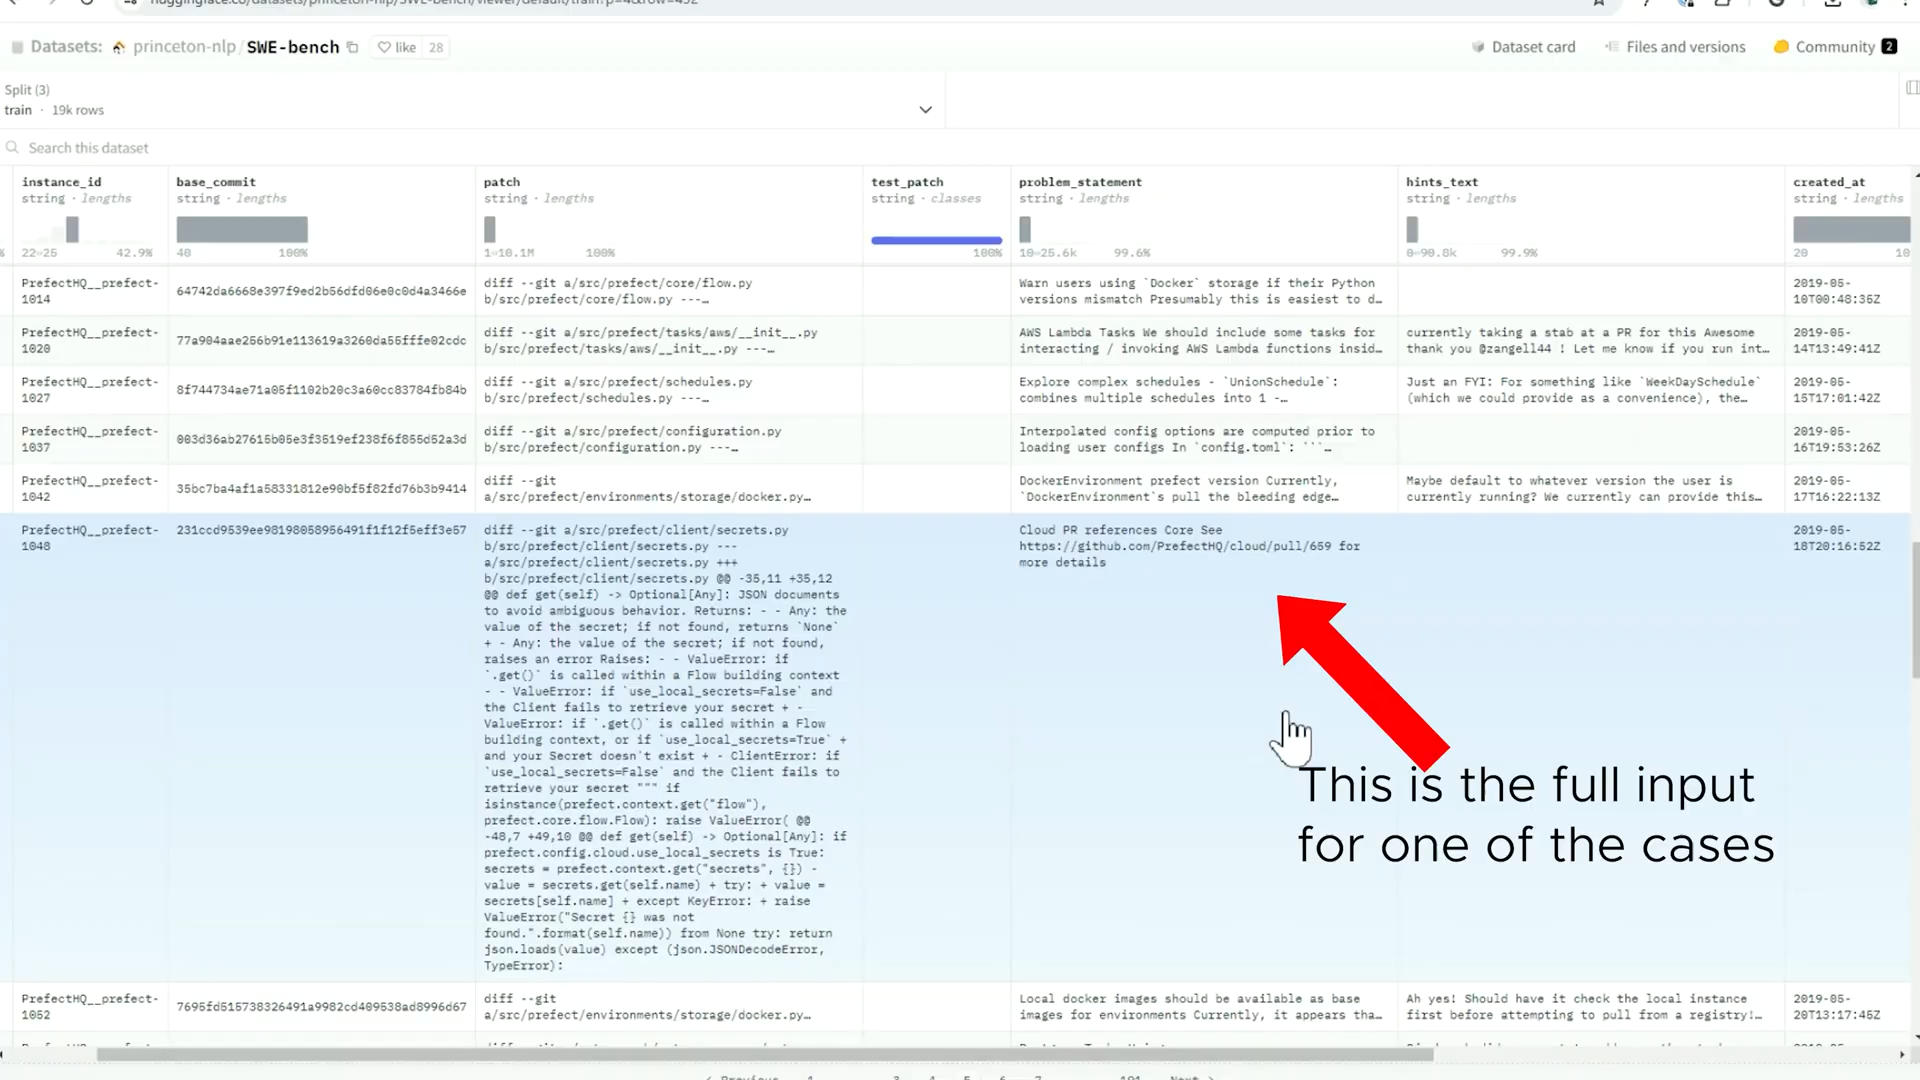 Datasets: princeton-nlp/SWE-bench like 28 Dataset card Files and versions Community 2
Split (3)
train · 19k rows
Search this dataset
instance_id base_commit patch test_patch problem_statement hints_text created_at
string · lengths string · lengths string · lengths string · classes string · lengths string · lengths string · lengths
22↔25 42.9% 40 100% 1↔10.1M 100% 100% 10↔25.6k 99.6% 0↔90.8k 99.9% 20
PrefectHQ__prefect-
1014
64742da6668e397f9ed2b56dfd06e0c0d4a3466e
diff --git a/src/prefect/core/flow.py
b/src/prefect/core/flow.py ---…
Warn users using `Docker` storage if their Python
versions mismatch Presumably this is easiest to d…
2019-05-
10T00:48:35Z
PrefectHQ__prefect-
1020
77a904aae256b91e113619a3260da55fffe02cdc
diff --git a/src/prefect/tasks/aws/__init__.py
b/src/prefect/tasks/aws/__init__.py ---…
AWS Lambda Tasks We should include some tasks for
interacting / invoking AWS Lambda functions insid…
currently taking a stab at a PR for this Awesome
thank you @zangell44 ! Let me know if you run int…
2019-05-
14T13:49:41Z
PrefectHQ__prefect-
1027
8f744734ae71a05f1102b20c3a60cc83784fb84b
diff --git a/src/prefect/schedules.py
b/src/prefect/schedules.py ---…
Explore complex schedules - `UnionSchedule`:
combines multiple schedules into 1 -…
Just an FYI: For something like `WeekDaySchedule`
(which we could provide as a convenience), the…
2019-05-
15T17:01:42Z
PrefectHQ__prefect-
1037
003d36ab27615b05e3f3519ef238f6f855d52a3d
diff --git a/src/prefect/configuration.py
b/src/prefect/configuration.py ---…
Interpolated config options are computed prior to
loading user configs In `config.toml`: ```…
2019-05-
16T19:53:26Z
PrefectHQ__prefect-
1042
35bc7ba4af1a58331812e90bf5f82fd76b3b9414
diff --git
a/src/prefect/environments/storage/docker.py…
DockerEnvironment prefect version Currently,
`DockerEnvironment`s pull the bleeding edge…
Maybe default to whatever version the user is
currently running? We currently can provide this…
2019-05-
17T16:22:13Z
PrefectHQ__prefect-
1048
231ccd9539ee98198058956491f1f12f5eff3e57
diff --git a/src/prefect/client/secrets.py
b/src/prefect/client/secrets.py ---
a/src/prefect/client/secrets.py +++
b/src/prefect/client/secrets.py @@ -35,11 +35,12
@@ def get(self) -> Optional[Any]: JSON documents
to avoid ambiguous behavior. Returns: - - Any: the
value of the secret; if not found, returns `None`
+ - Any: the value of the secret; if not found,
raises an error Raises: - - ValueError: if
`.get()` is called within a Flow building context
- - ValueError: if `use_local_secrets=False` and
the Client fails to retrieve your secret + -
ValueError: if `.get()` is called within a Flow
building context, or if `use_local_secrets=True` +
and your Secret doesn't exist + - ClientError: if
`use_local_secrets=False` and the Client fails to
retrieve your secret """ if
isinstance(prefect.context.get("flow"),
prefect.core.flow.Flow): raise ValueError( @@
-48,7 +49,10 @@ def get(self) -> Optional[Any]: if
prefect.config.cloud.use_local_secrets is True:
secrets = prefect.context.get("secrets", {}) -
value = secrets.get(self.name) + try: + value =
secrets[self.name] + except KeyError: + raise
ValueError("Secret {} was not
found.".format(self.name)) from None try: return
json.loads(value) except (json.JSONDecodeError,
TypeError):
Cloud PR references Core See
https://github.com/PrefectHQ/cloud/pull/659 for
more details
2019-05-
18T20:16:52Z
This is the full input
for one of the cases
PrefectHQ__prefect-
1052
7695fd515738326491a9982cd409538ad8996d67
diff --git
a/src/prefect/environments/storage/docker.py…
Local docker images should be available as base
images for environments Currently, it appears tha…
Ah yes! Should have it check the local instance
first before attempting to pull from a registry!…
2019-05-
20T13:17:45Z